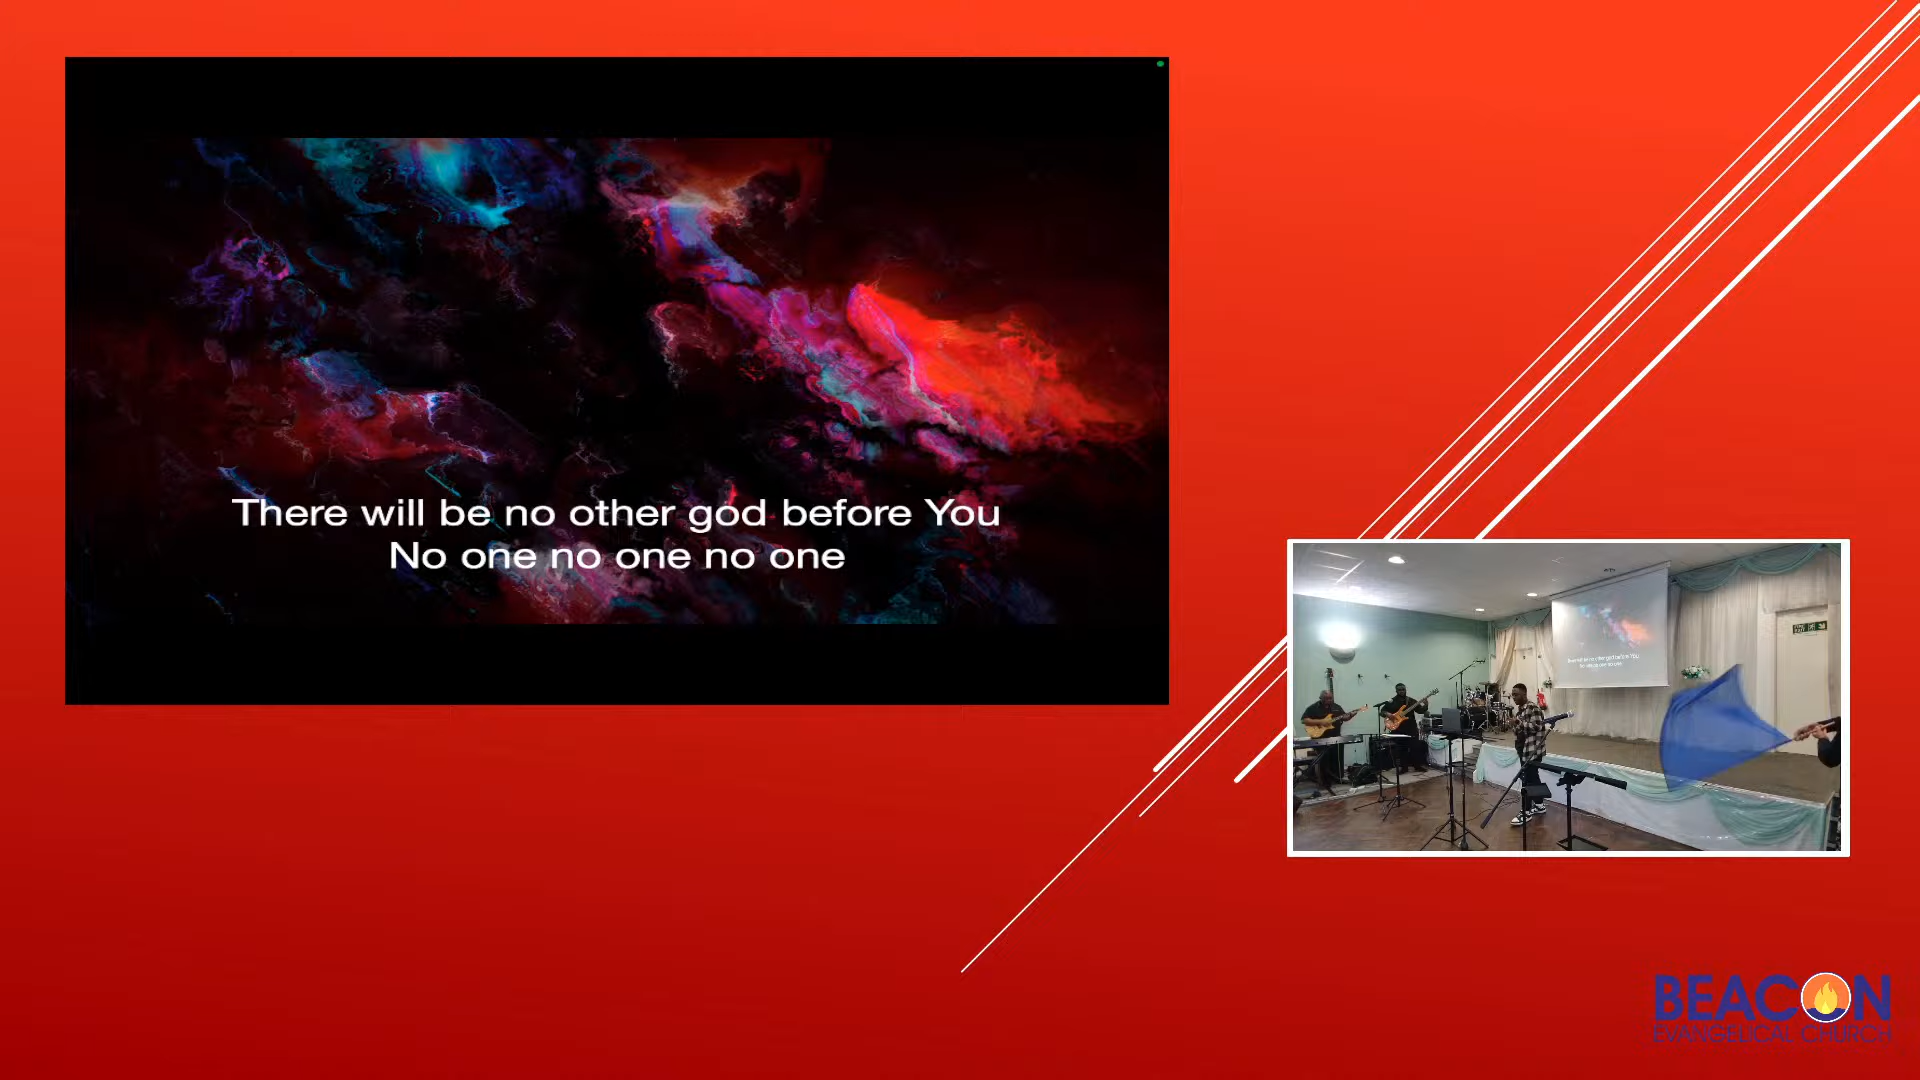 There will be no other god before You
No one no one no one
BEACON
EVANGELICAL CHURCH